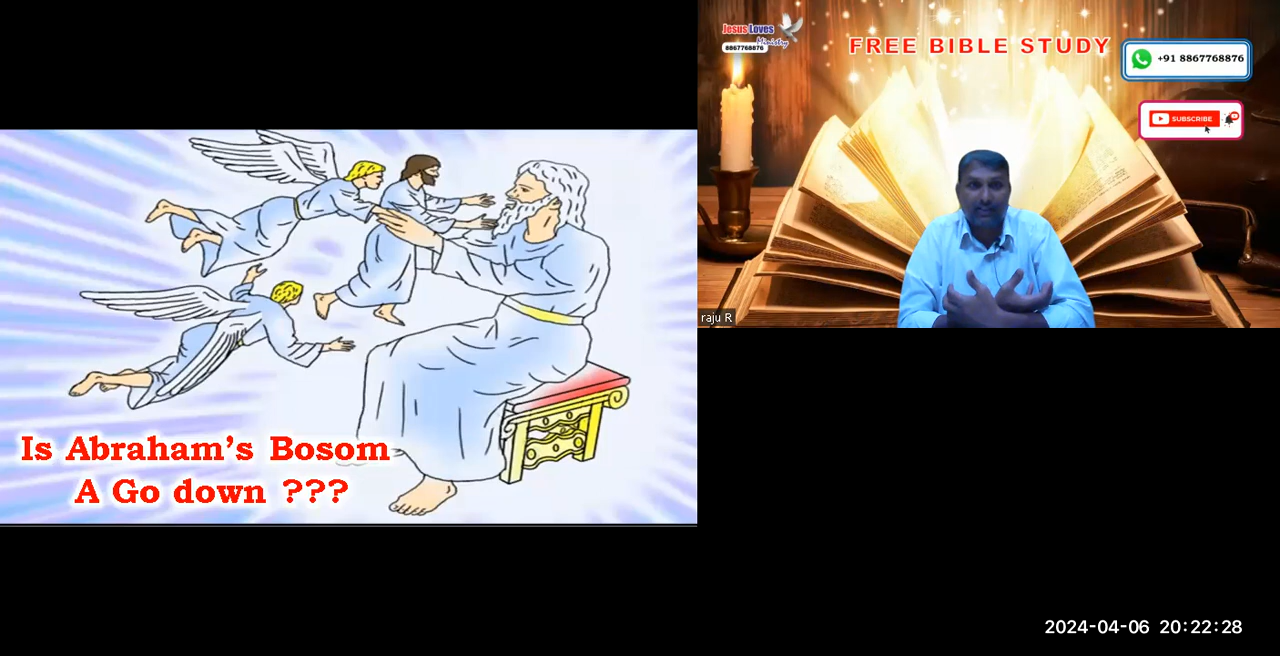 Is Abraham's Bosom
A Go down ???
Jesus Loves
Ministry
8867768876
FREE BIBLE STUDY
+91 8867768876
SUBSCRIBE
raju R
2024-04-06 20:22:28